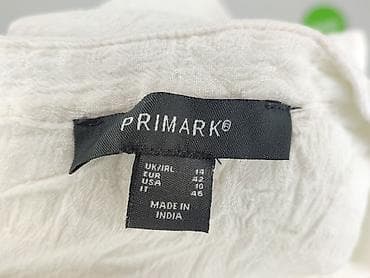 PRIMARK®
UK/IRL 14
EUR 42
USA 10
IT 46
MADE IN
INDIA